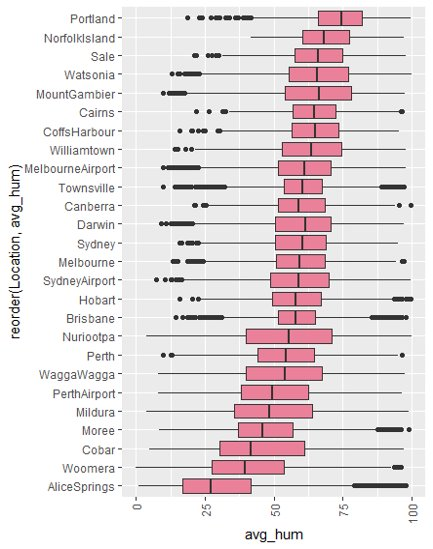 Portland
NorfolkIsland
Sale
Watsonia
MountGambier
Cairns
CoffsHarbour
Williamtown
MelbourneAirport
Townsville
Canberra
Darwin
Sydney
Melbourne
SydneyAirport
Hobart
Brisbane
Nuriootpa
Perth
WaggaWagga
PerthAirport
Mildura
Moree
Cobar
Woomera
AliceSprings
reorder(Location, avg_hum)
0
25
50
75
100
avg_hum